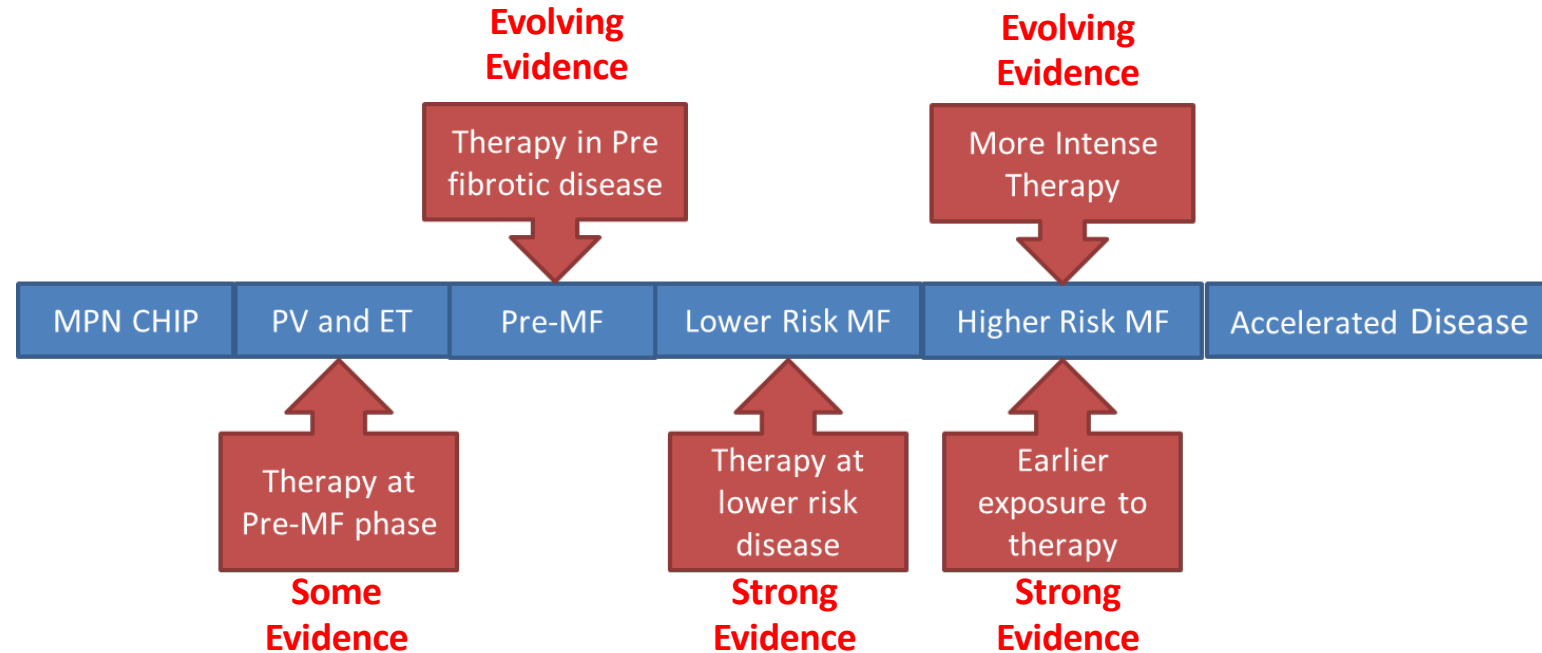 Evolving
Evidence
Evolving
Evidence
Therapy in Pre
fibrotic disease
More Intense
Therapy
MPN CHIP
PV and ET
Pre-MF
Lower Risk MF
Higher Risk MF
Accelerated Disease
Therapy at
Pre-MF phase
Therapy at
lower risk
disease
Earlier
exposure to
therapy
Some
Evidence
Strong
Evidence
Strong
Evidence